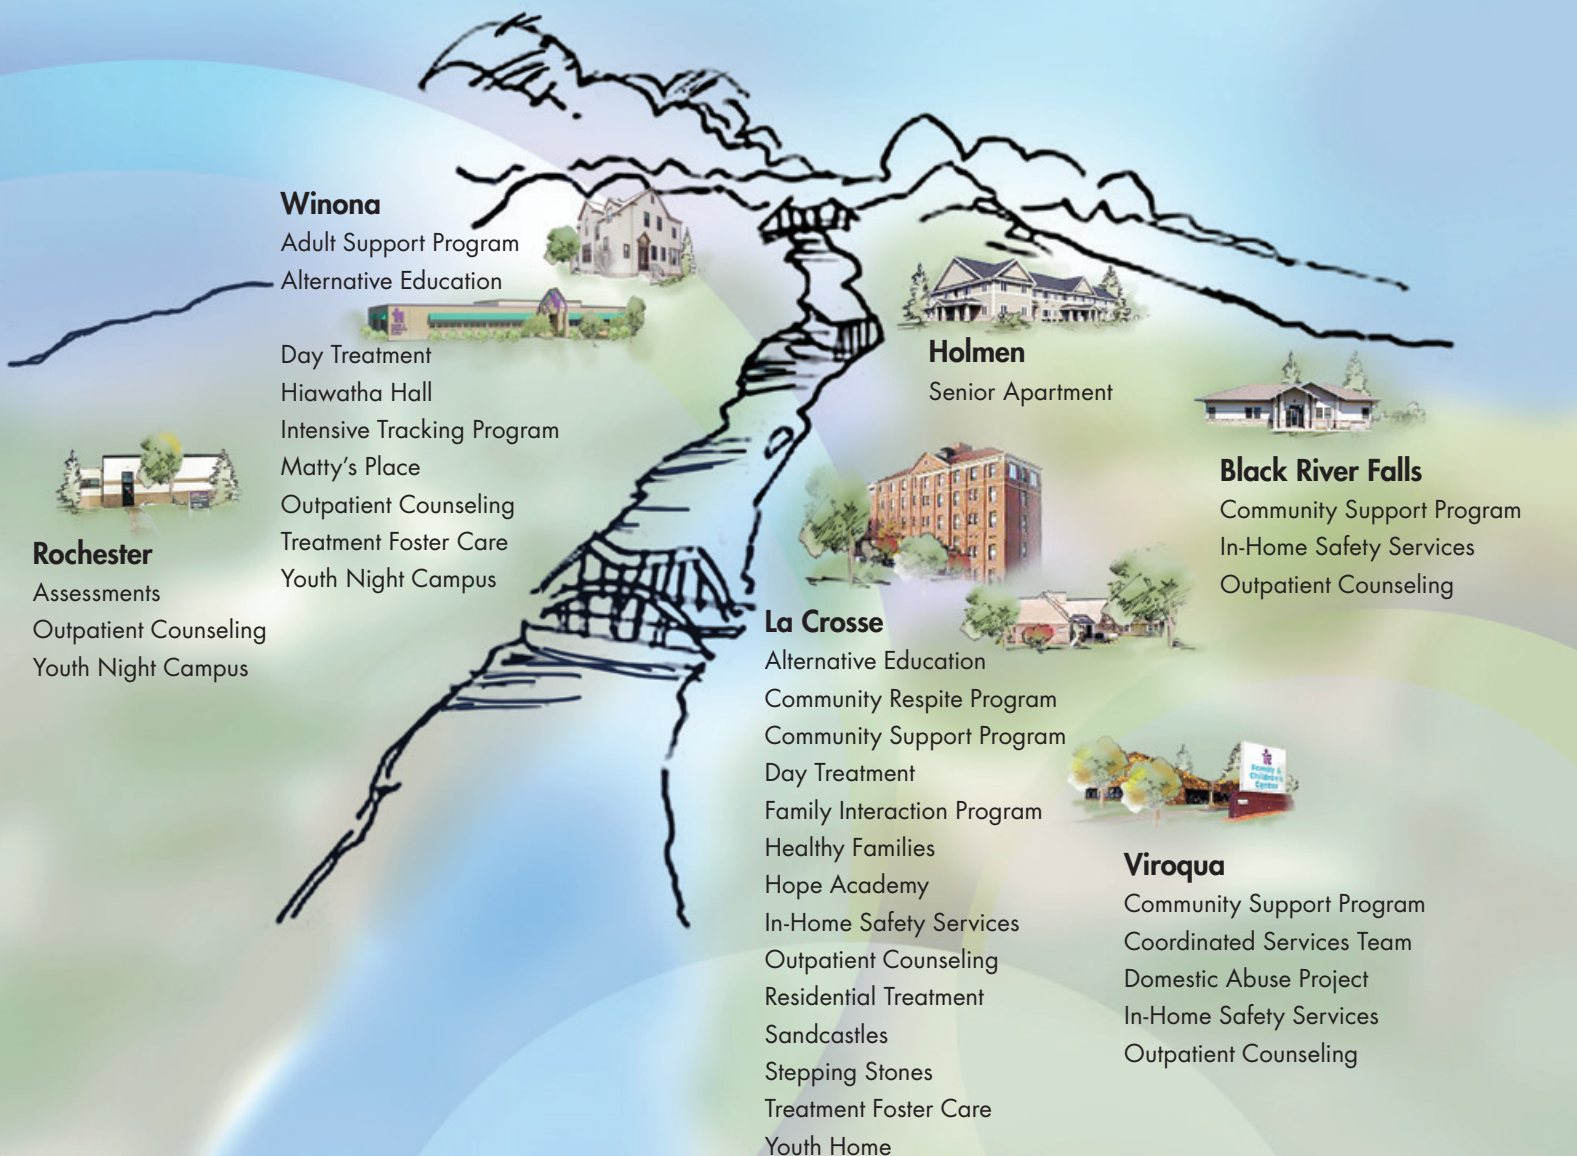 Winona
Adult Support Program
Alternative Education
Day Treatment
Hiawatha Hall
Intensive Tracking Program
Matty's Place
Outpatient Counseling
Treatment Foster Care
Youth Night Campus
Rochester
Assessments
Outpatient Counseling
Youth Night Campus
Holmen
Senior Apartment
Black River Falls
Community Support Program
In-Home Safety Services
Outpatient Counseling
La Crosse
Alternative Education
Community Respite Program
Community Support Program
Day Treatment
Family Interaction Program
Healthy Families
Hope Academy
In-Home Safety Services
Outpatient Counseling
Residential Treatment
Sandcastles
Stepping Stones
Treatment Foster Care
Youth Home
Family &
Children's
Center
Viroqua
Community Support Program
Coordinated Services Team
Domestic Abuse Project
In-Home Safety Services
Outpatient Counseling